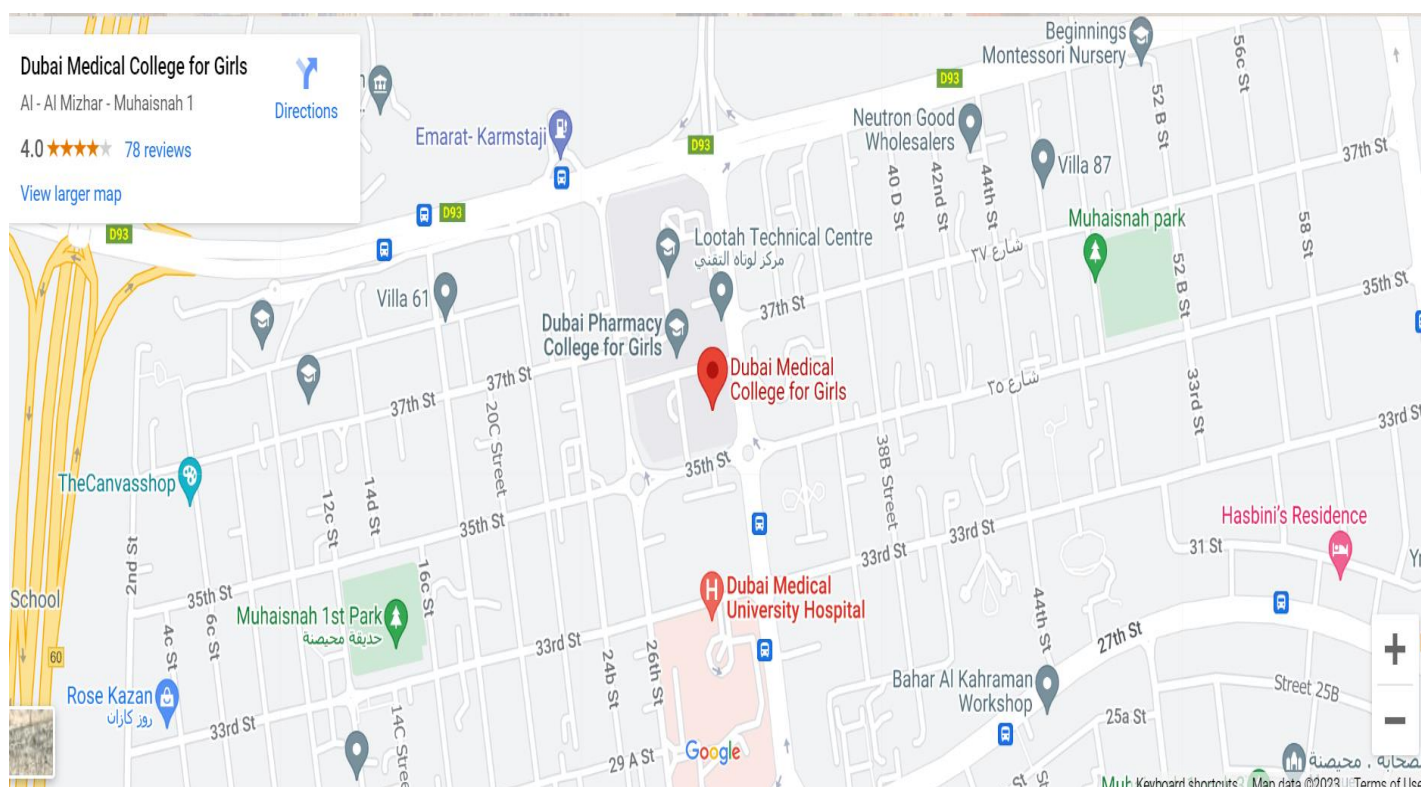 Dubai Medical College for Girls
Al - Al Mizhar - Muhaisnah 1
4.0
78 reviews
View larger map
Directions
Beginnings
Montessori Nursery
56c St
D93
Emarat- Karmstaji
D93
Neutron Good
Wholesalers
52 B St
37th St
Villa 87
40 D St
42nd St
44th St
D93
D93
Muhaisnah park
58 St
Lootah Technical Centre
مركز لوتاه التقني
شارع ٣٧
52 B St
35th St
Villa 61
37th St
Dubai Pharmacy
College for Girls
Dubai Medical
College for Girls
شارع ٣٥
37th St
37th St
20C Street
33rd St
33rd St
35th St
38B Street
TheCanvasshop
12c St
14d St
35th St
Hasbini's Residence
33rd St
33rd St
31 St
2nd St
16c St
School
35th St
Dubai Medical
University Hospital
Muhaisnah 1st Park
حديقة محيصنة
4c St
6c St
33rd St
44th St
27th St
60
24b St
26th St
Rose Kazan
روز كازان
Bahar Al Kahraman
Workshop
Street 25B
33rd St
14C Stree
25a St
29 A St
Google
الصحابة ، محيصنة
Keyboard shortcuts
Map data ©2023
Terms of Use